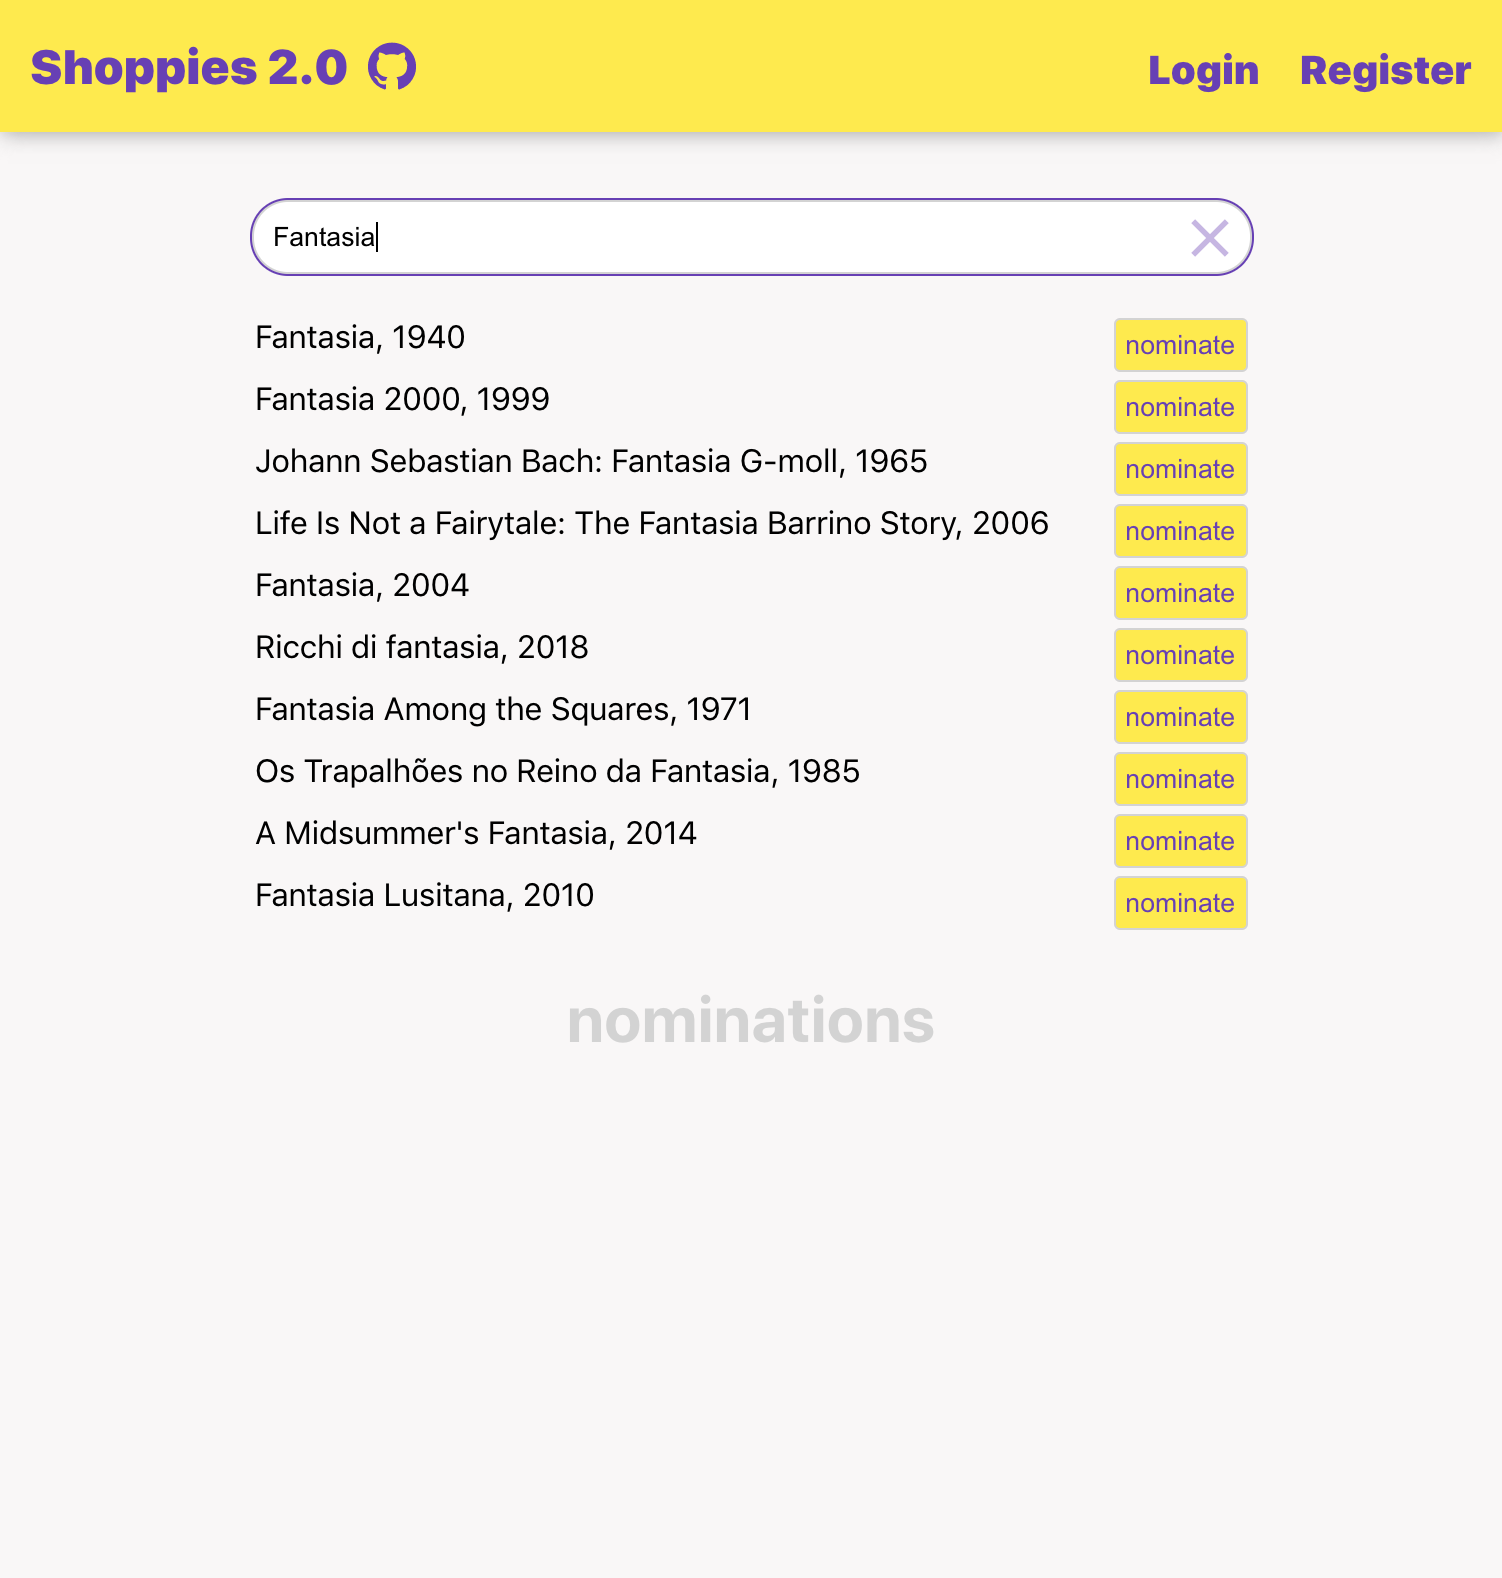 Shoppies 2.0 Login Register
Fantasia
Fantasia, 1940 nominate
Fantasia 2000, 1999 nominate
Johann Sebastian Bach: Fantasia G-moll, 1965 nominate
Life Is Not a Fairytale: The Fantasia Barrino Story, 2006 nominate
Fantasia, 2004 nominate
Ricchi di fantasia, 2018 nominate
Fantasia Among the Squares, 1971 nominate
Os Trapalhões no Reino da Fantasia, 1985 nominate
A Midsummer's Fantasia, 2014 nominate
Fantasia Lusitana, 2010 nominate
nominations